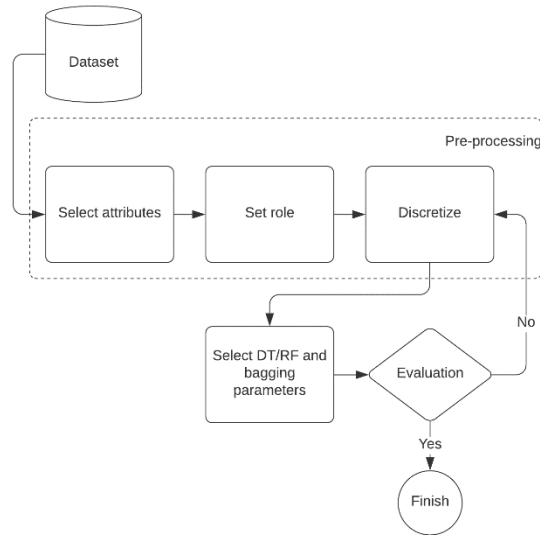 Dataset
Pre-processing
Select attributes
Set role
Discretize
Select DT/RF and
bagging
parameters
Evaluation
No
Yes
Finish